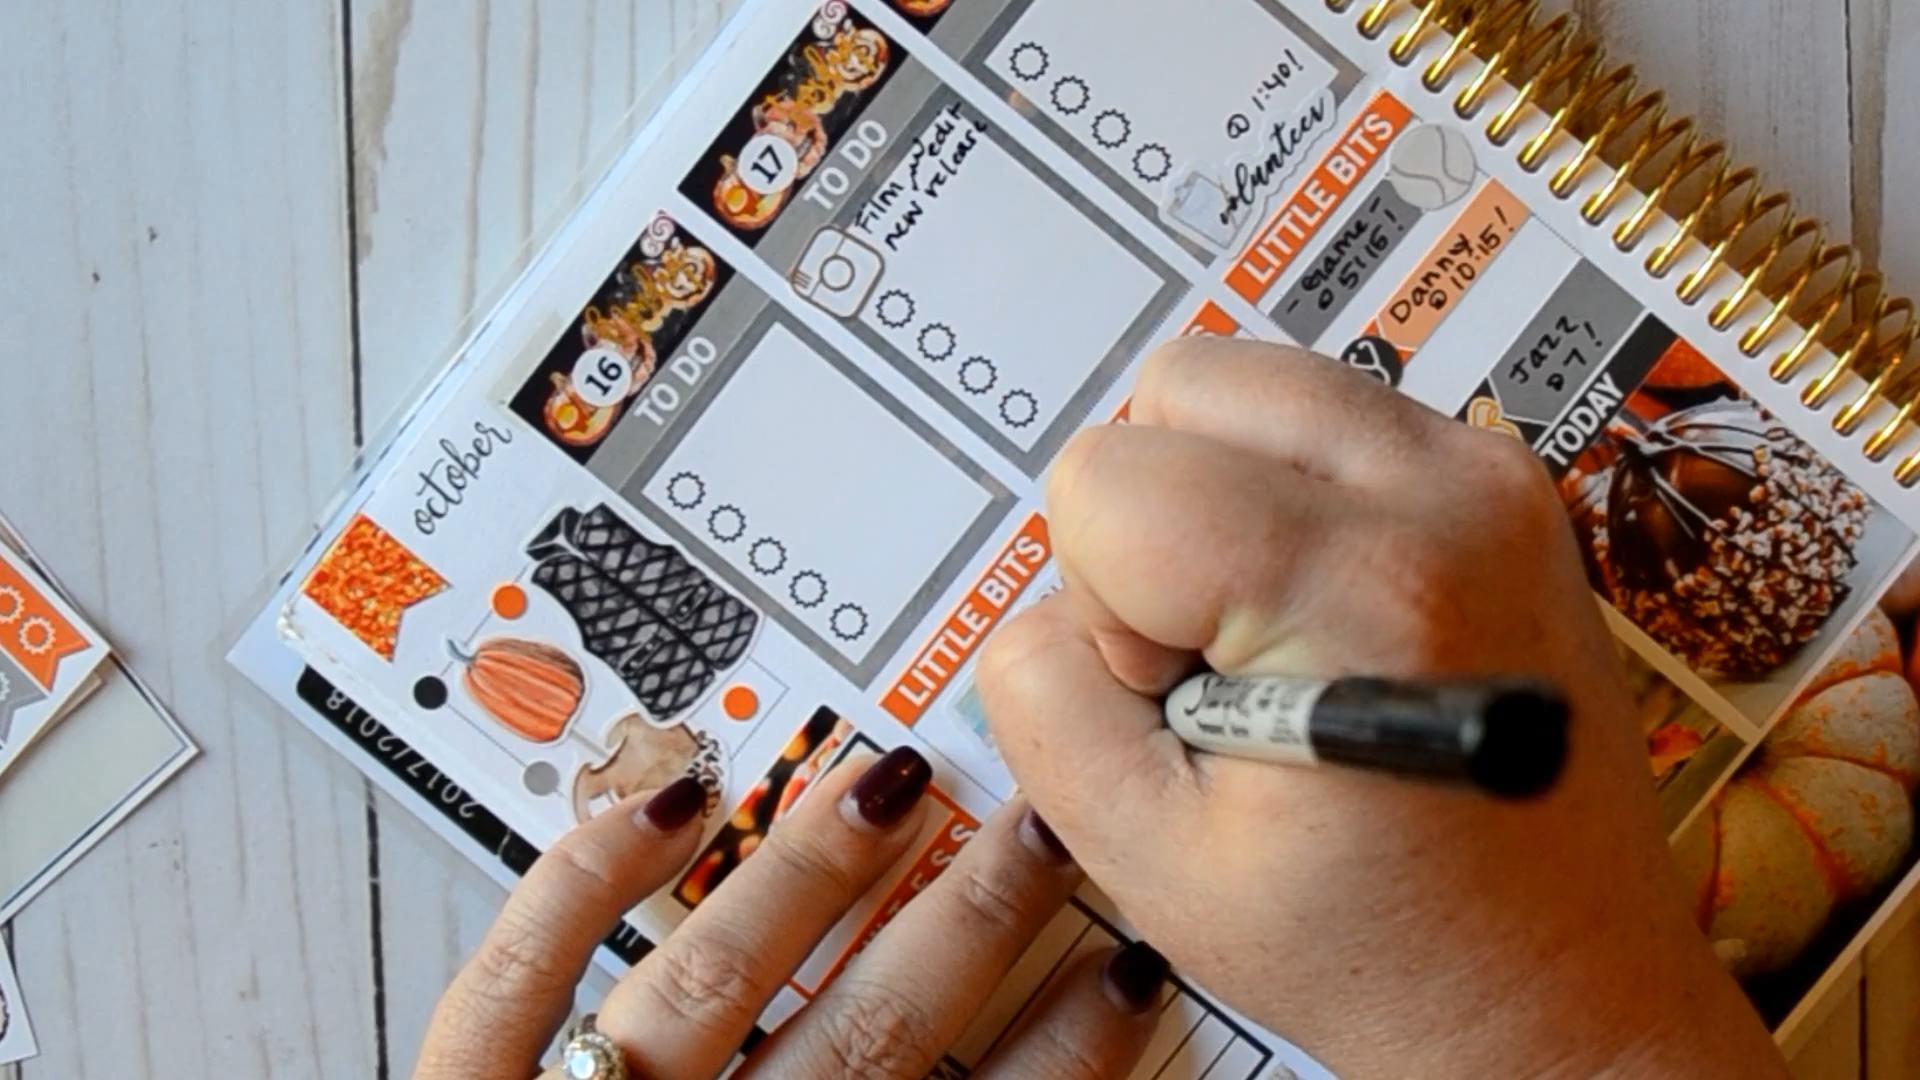 october
16
TO DO
LITTLE BITS
17
TO DO
Film & edit
new release
@ 1:40!
volunteer
LITTLE BITS
- Game -
@ 5:15!
Danny
@ 10:15!
Jazz
@ 7!
TODAY
2017/2018